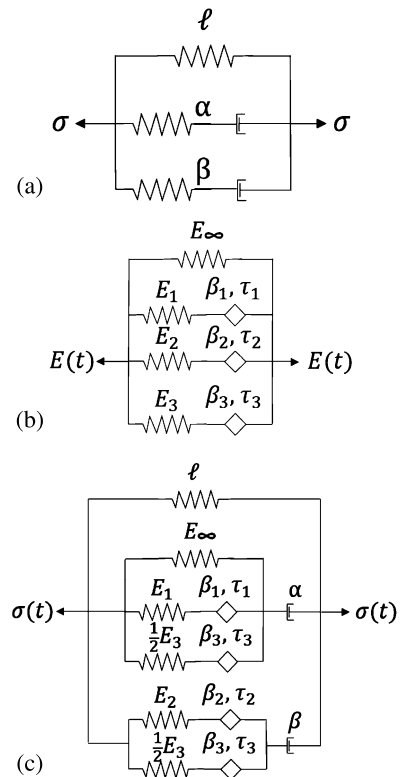 ℓ
α
σ σ
β
(a)
E∞
E₁ β₁, τ₁
E₂ β₂, τ₂
E(t) E(t)
E₃ β₃, τ₃
(b)
ℓ
E∞
E₁ β₁, τ₁ α
σ(t) σ(t)
½E₃ β₃, τ₃
E₂ β₂, τ₂
β
½E₃ β₃, τ₃
(c)